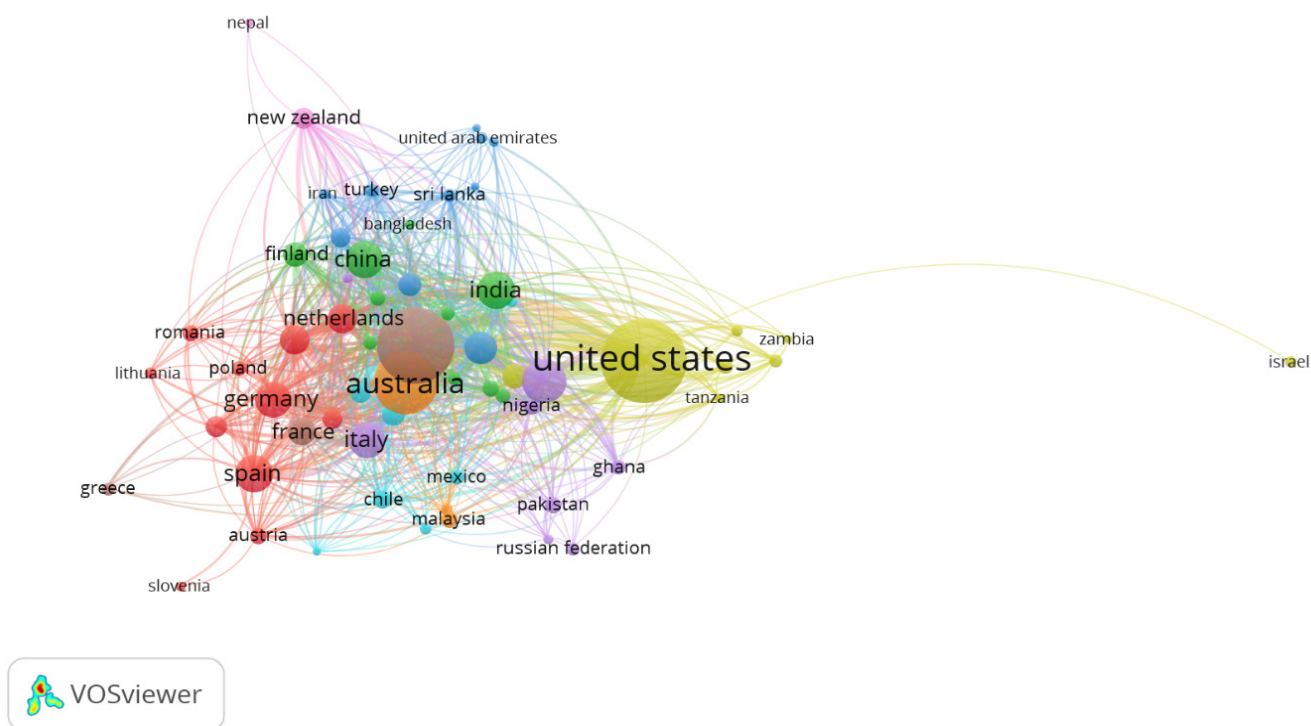 nepal
new zealand
united arab emirates
iran
turkey
sri lanka
bangladesh
finland
china
india
netherlands
romania
united states
zambia
israel
lithuania
poland
australia
germany
nigeria
tanzania
france
italy
spain
ghana
greece
mexico
chile
pakistan
malaysia
austria
russian federation
slovenia
VOSviewer